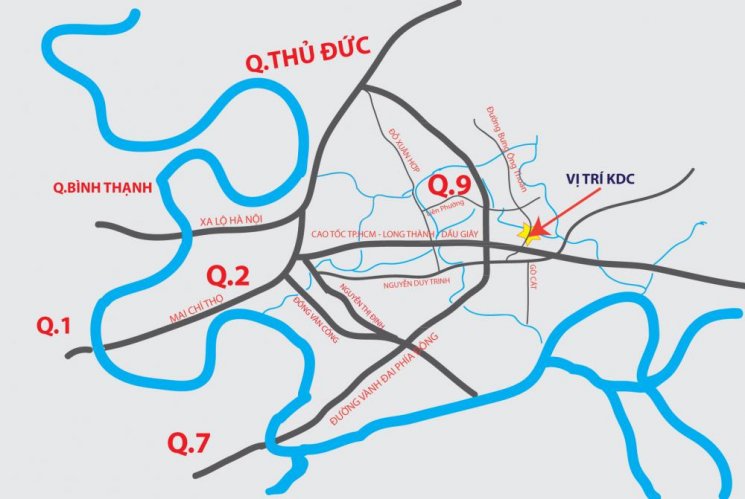 Q.THỦ ĐỨC
Đường Bưng Ông Thoàn
ĐỖ XUÂN HỢP
Q.BÌNH THẠNH
Q.9
VỊ TRÍ KDC
Liên Phường
XA LỘ HÀ NỘI
CAO TỐC TP.HCM - LONG THÀNH - DẦU GIÂY
Q.2
NGUYỄN DUY TRINH
GÒ CÁT
MAI CHÍ THỌ
NGUYỄN THỊ ĐỊNH
ĐỒNG VĂN CỐNG
Q.1
ĐƯỜNG VÀNH ĐAI PHÍA ĐÔNG
Q.7